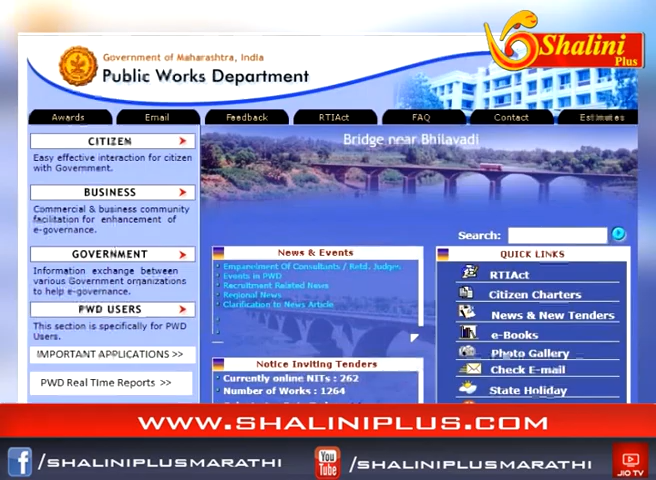 Shalini
Plus
Government of Maharashtra, India
Public Works Department
Awards
Email
Feedback
RTIAct
FAQ
Contact
Estimates
CITIZEN
Easy effective interaction for citizen
with Government.
BUSINESS
Commercial & business community
facilitation for enhancement of
e-governance.
GOVERNMENT
Information exchange between
various Government organizations
to help e-governance.
PWD USERS
This section is specifically for PWD
Users.
IMPORTANT APPLICATIONS >>
PWD Real Time Reports >>
Bridge near Bhilavadi
Search:
News & Events
Empanelment Of Consultants / Retd. Judges
Events in PWD
Recruitment Related News
Regional News
Clarification to News Article
Notice Inviting Tenders
Currently online NITs : 262
Number of Works : 1264
QUICK LINKS
RTIAct
Citizen Charters
News & New Tenders
e-Books
Photo Gallery
Check E-mail
State Holiday
WWW.SHALINIPLUS.COM
/SHALINIPLUSMARATHI
You
Tube
/SHALINIPLUSMARATHI
JIO TV